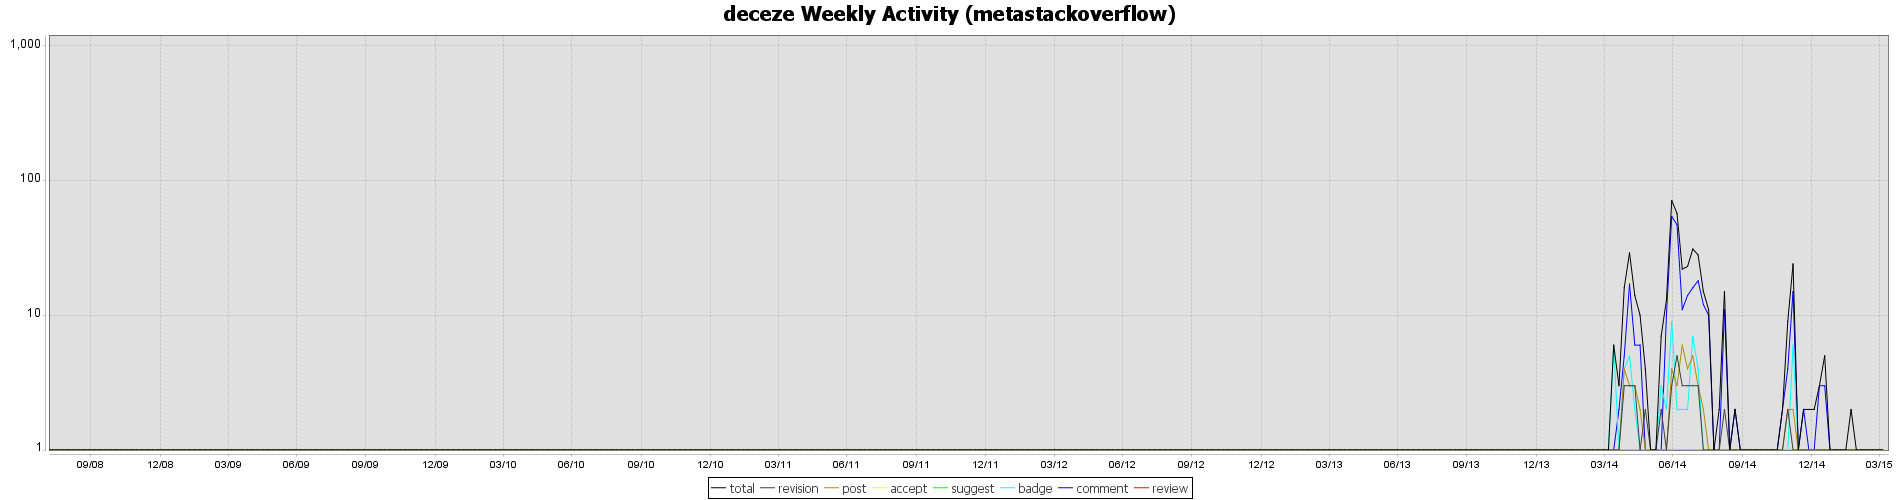 deceze Weekly Activity (metastackoverflow)
1,000
100
10
1
09/08 12/08 03/09 06/09 09/09 12/09 03/10 06/10 09/10 12/10 03/11 06/11 09/11 12/11 03/12 06/12 09/12 12/12 03/13 06/13 09/13 12/13 03/14 06/14 09/14 12/14 03/15
total revision post accept suggest badge comment review